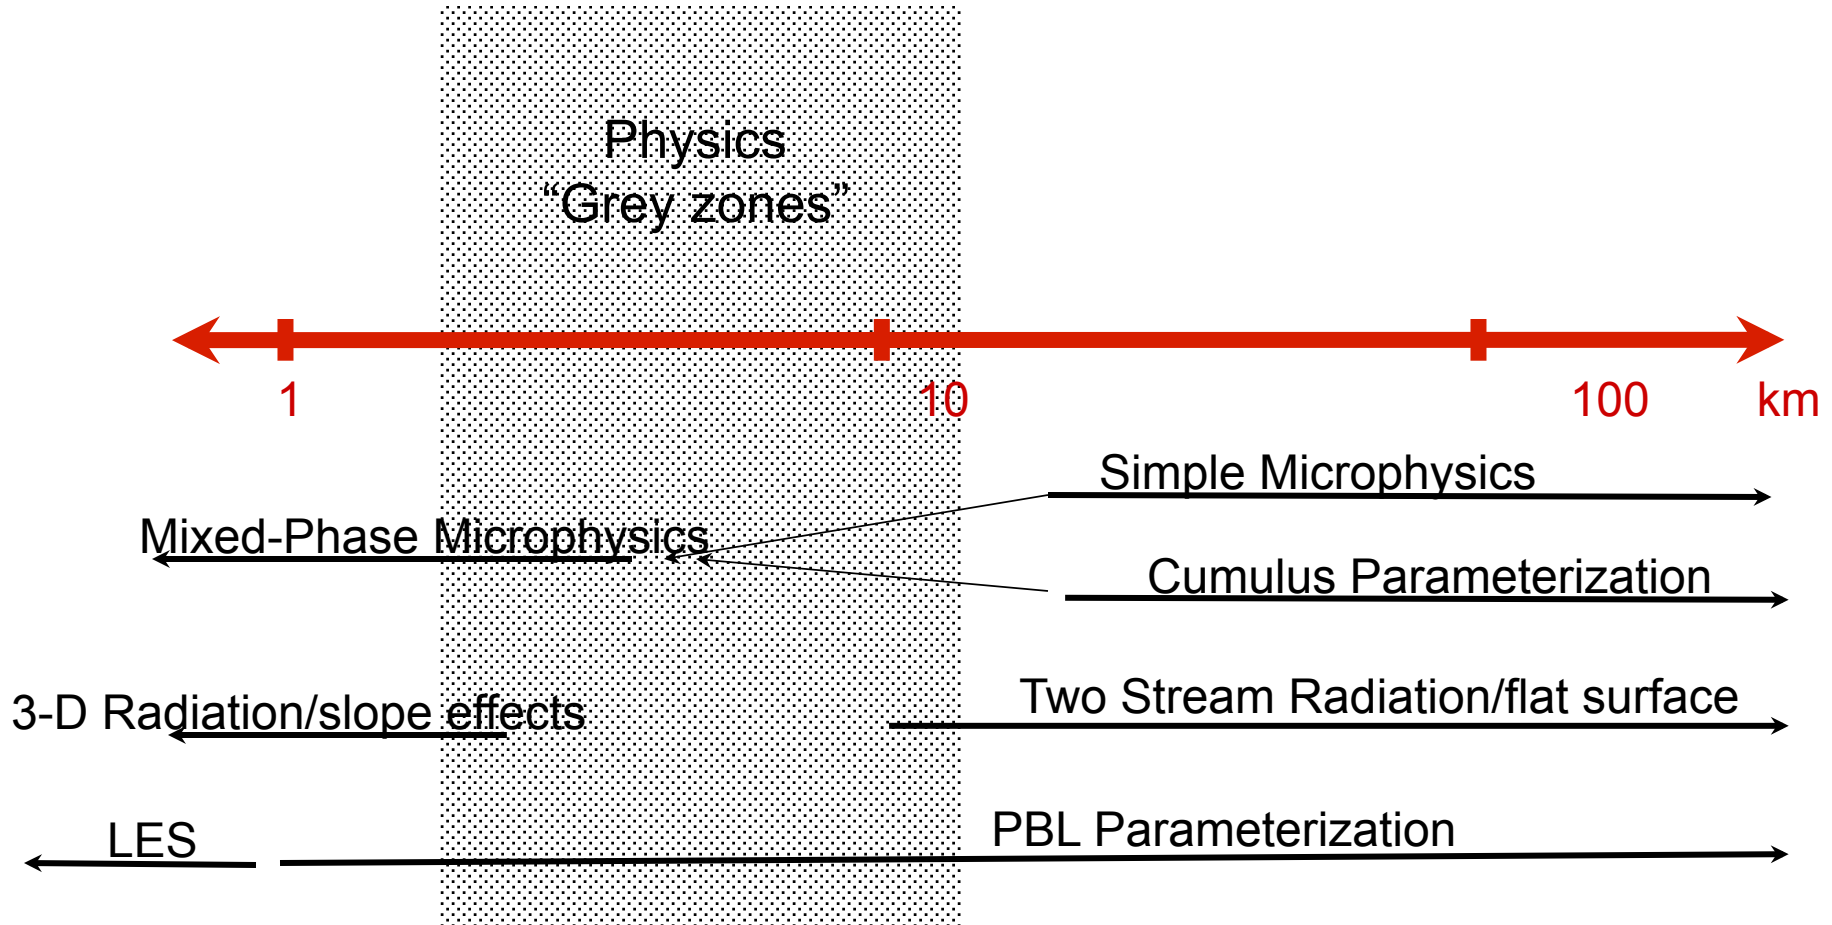 Physics
“Grey zones”
1
10
100
km
Simple Microphysics
Mixed-Phase Microphysics
Cumulus Parameterization
3-D Radiation/slope effects
Two Stream Radiation/flat surface
LES
PBL Parameterization